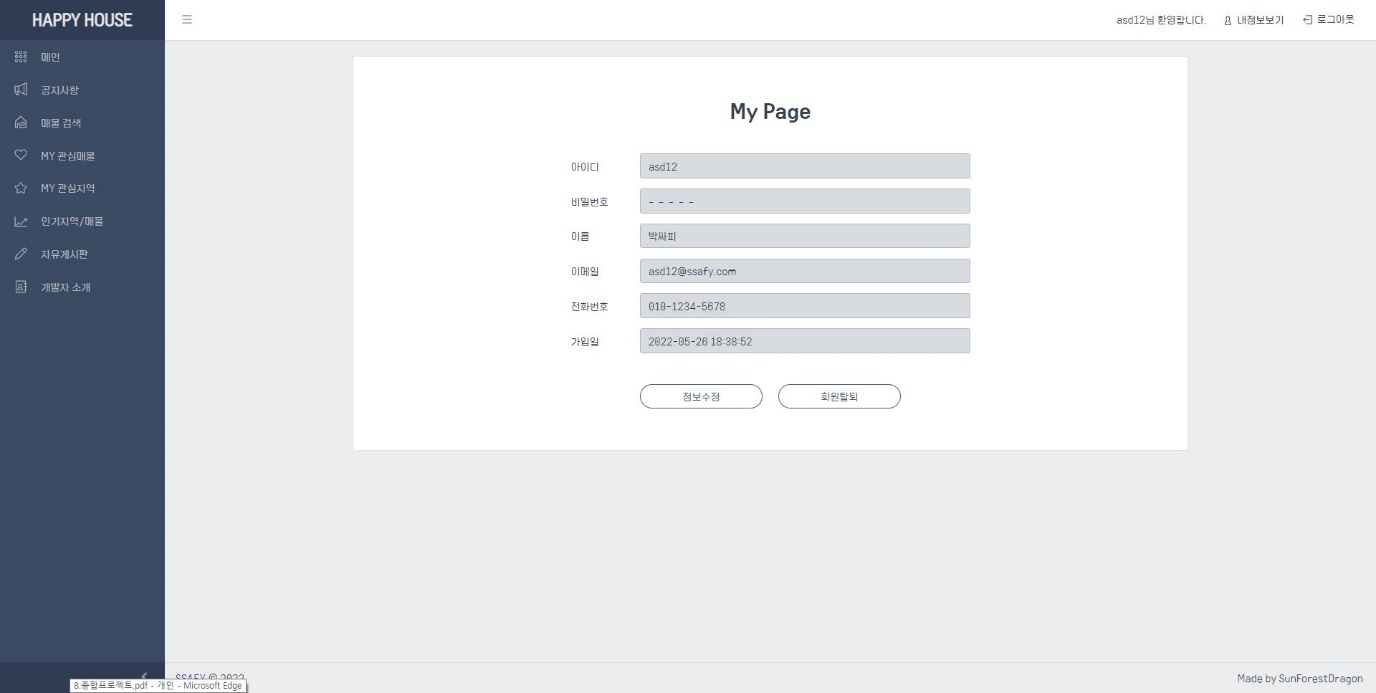 HAPPY HOUSE
asd12님 환영합니다.
내정보보기
로그아웃
메인
공지사항
매물 검색
MY 관심매물
MY 관심지역
인기지역/매물
자유게시판
개발자 소개
My Page
아이디
asd12
비밀번호
- - - - -
이름
박싸피
이메일
asd12@ssafy.com
전화번호
010-1234-5678
가입일
2022-05-26 18:38:52
정보수정
회원탈퇴
SSAFY © 2022
Made by SunForestDragon
8.종합프로젝트.pdf - 개인 - Microsoft Edge